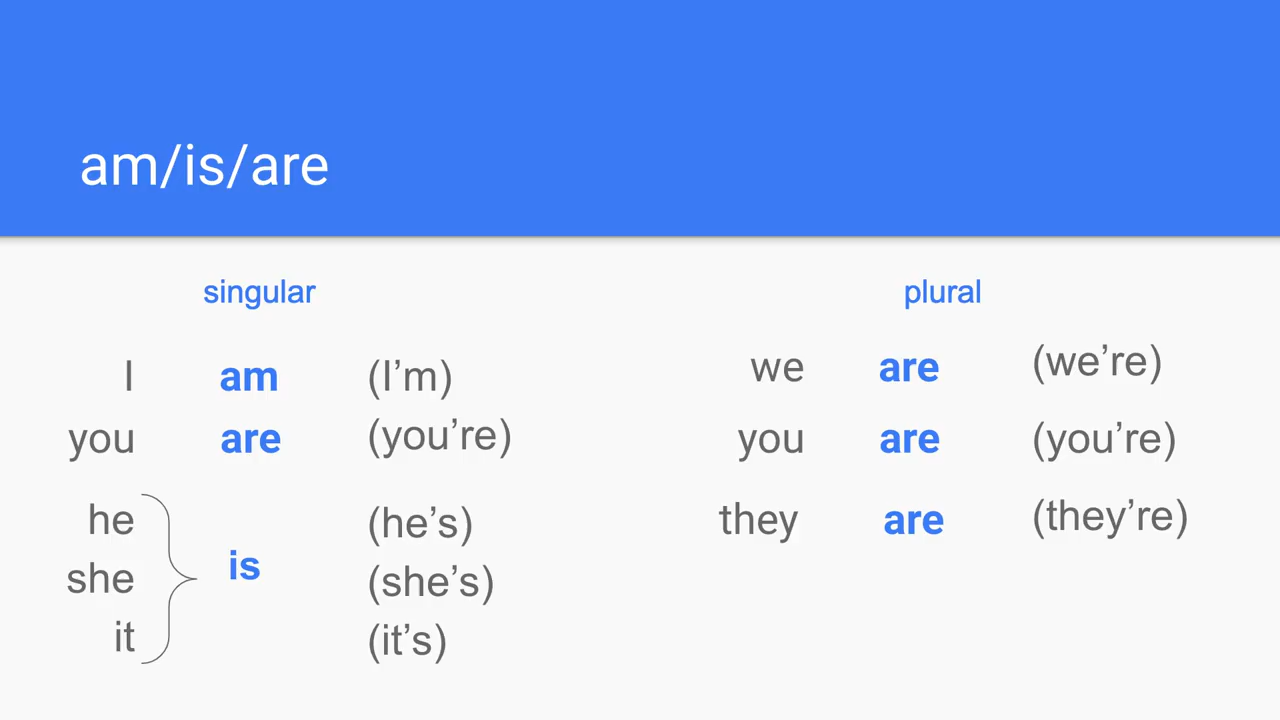 am/is/are
singular
I am (I’m)
you are (you’re)
he (he’s)
she is (she’s)
it (it’s)
plural
we are (we’re)
you are (you’re)
they are (they’re)